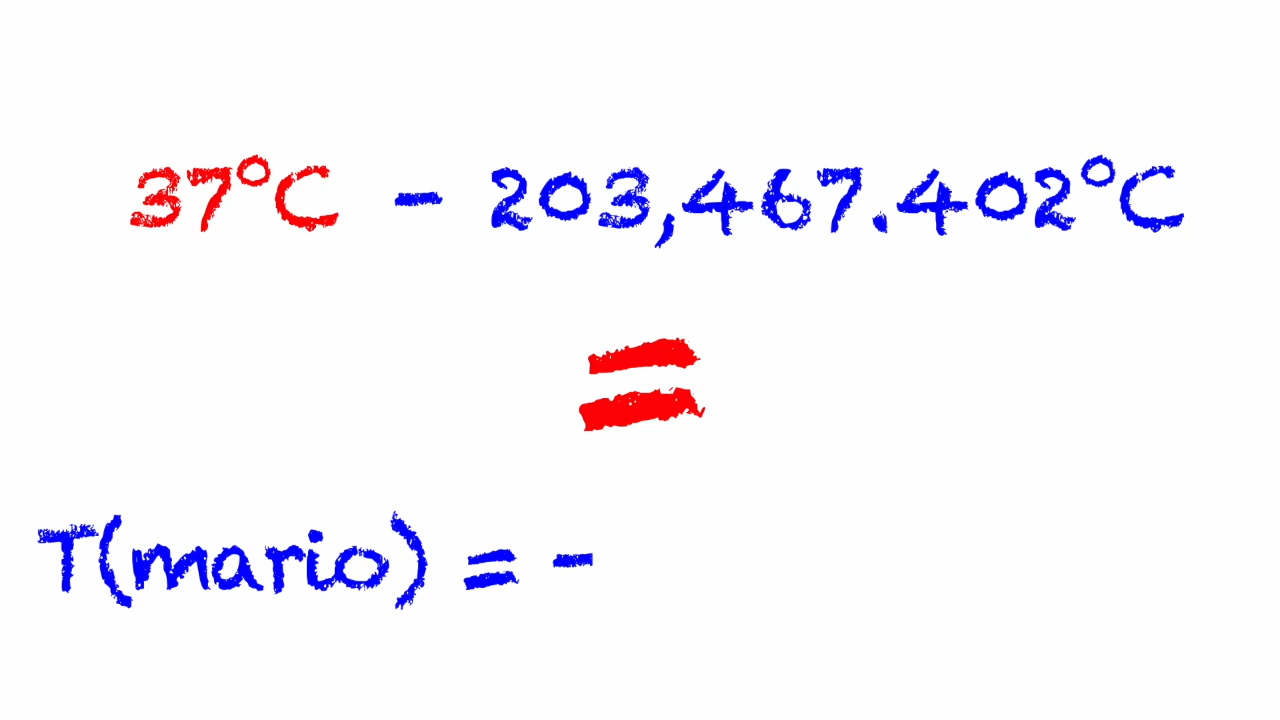 37°C - 203,467.402°C
=
T(mario) = -